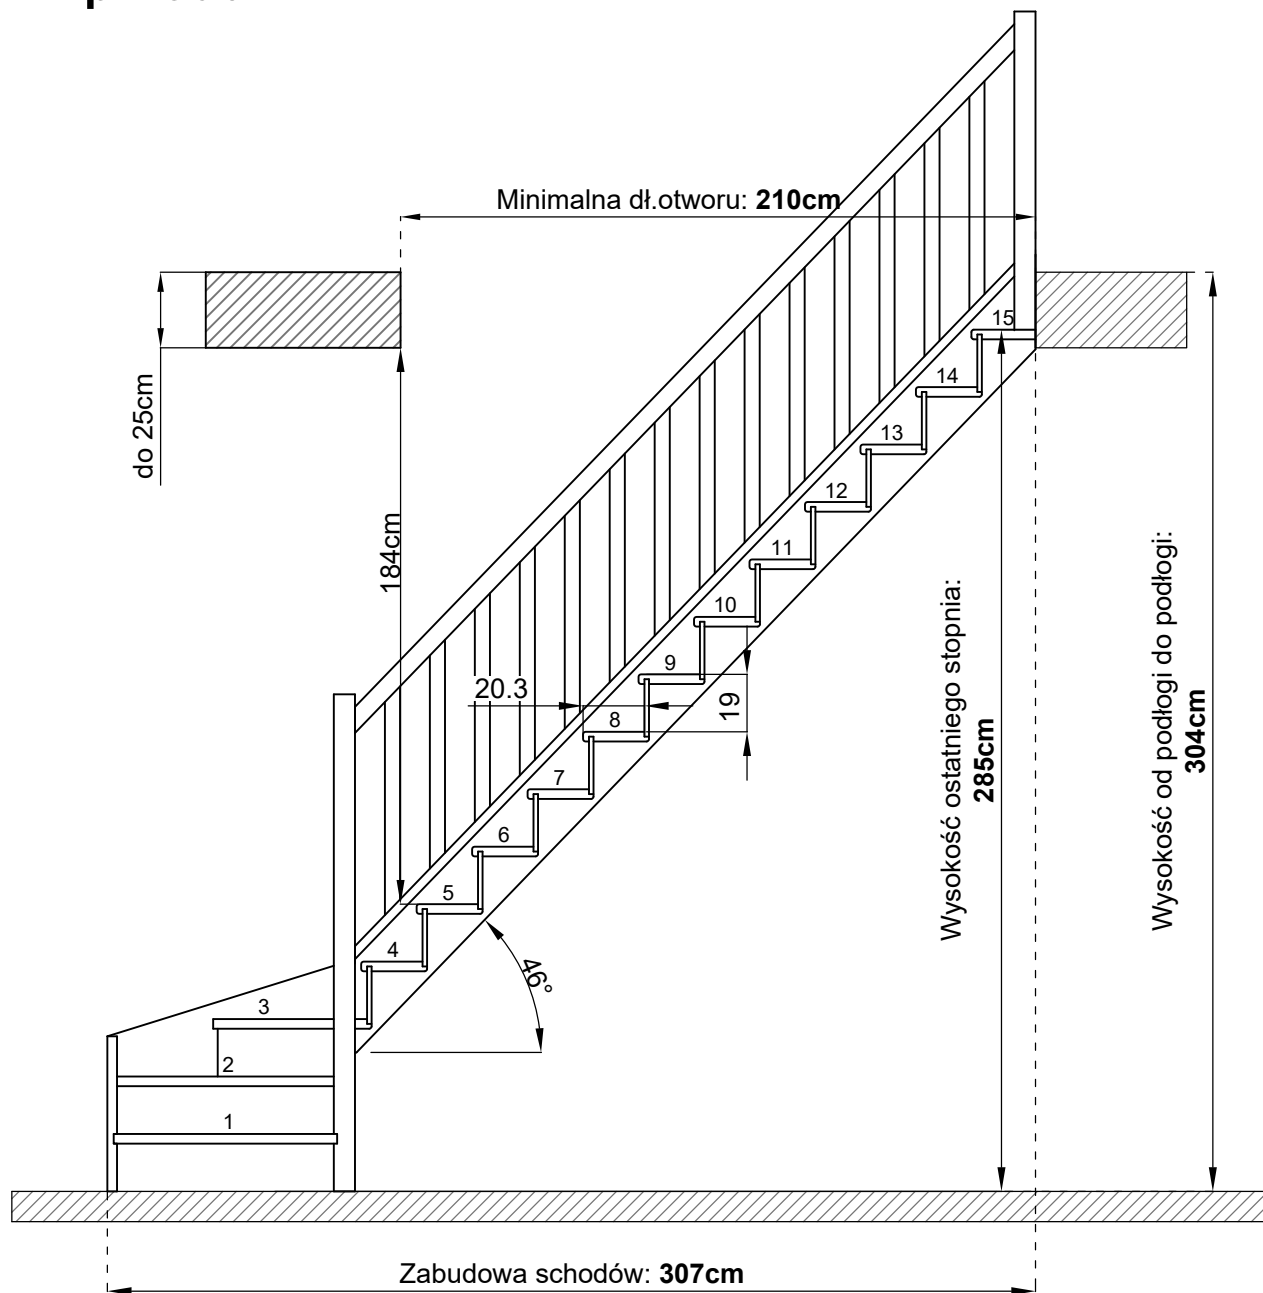 Minimalna dł.otworu: 210cm
do 25cm
184cm
15
14
13
12
11
10
9
20.3
8
19
7
6
5
4
46°
3
2
1
Wysokość ostatniego stopnia:
285cm
Wysokość od podłogi do podłogi:
304cm
Zabudowa schodów: 307cm